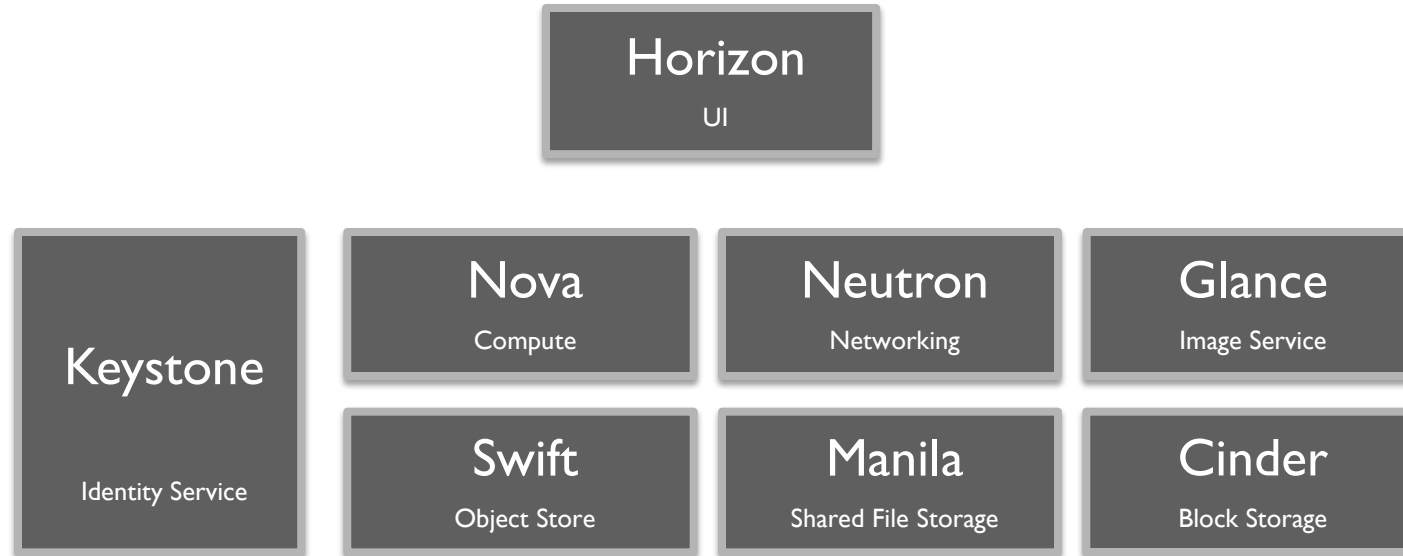 Horizon
UI
Keystone
Identity Service
Nova
Compute
Neutron
Networking
Glance
Image Service
Swift
Object Store
Manila
Shared File Storage
Cinder
Block Storage